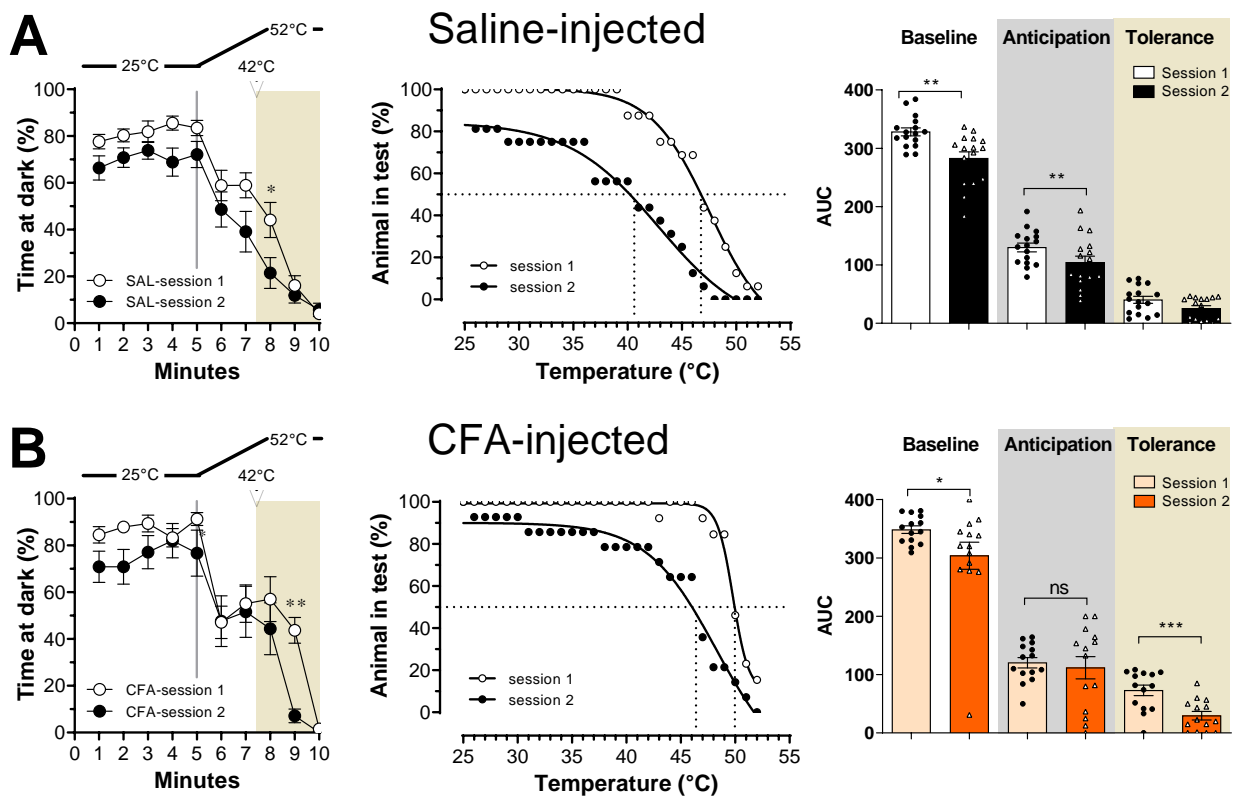 A
Saline-injected
25°C
42°C
52°C
Time at dark (%)
100
80
60
40
20
0
*
SAL-session 1
SAL-session 2
0 1 2 3 4 5 6 7 8 9 10
Minutes
Animal in test (%)
100
80
60
40
20
0
session 1
session 2
25 30 35 40 45 50 55
Temperature (°C)
Baseline Anticipation Tolerance
Session 1
Session 2
AUC
400
300
200
100
0
**
**
B
CFA-injected
25°C
42°C
52°C
Time at dark (%)
100
80
60
40
20
0
*
**
CFA-session 1
CFA-session 2
0 1 2 3 4 5 6 7 8 9 10
Minutes
Animal in test (%)
100
80
60
40
20
0
session 1
session 2
25 30 35 40 45 50 55
Temperature (°C)
Baseline Anticipation Tolerance
Session 1
Session 2
AUC
400
300
200
100
0
*
ns
***